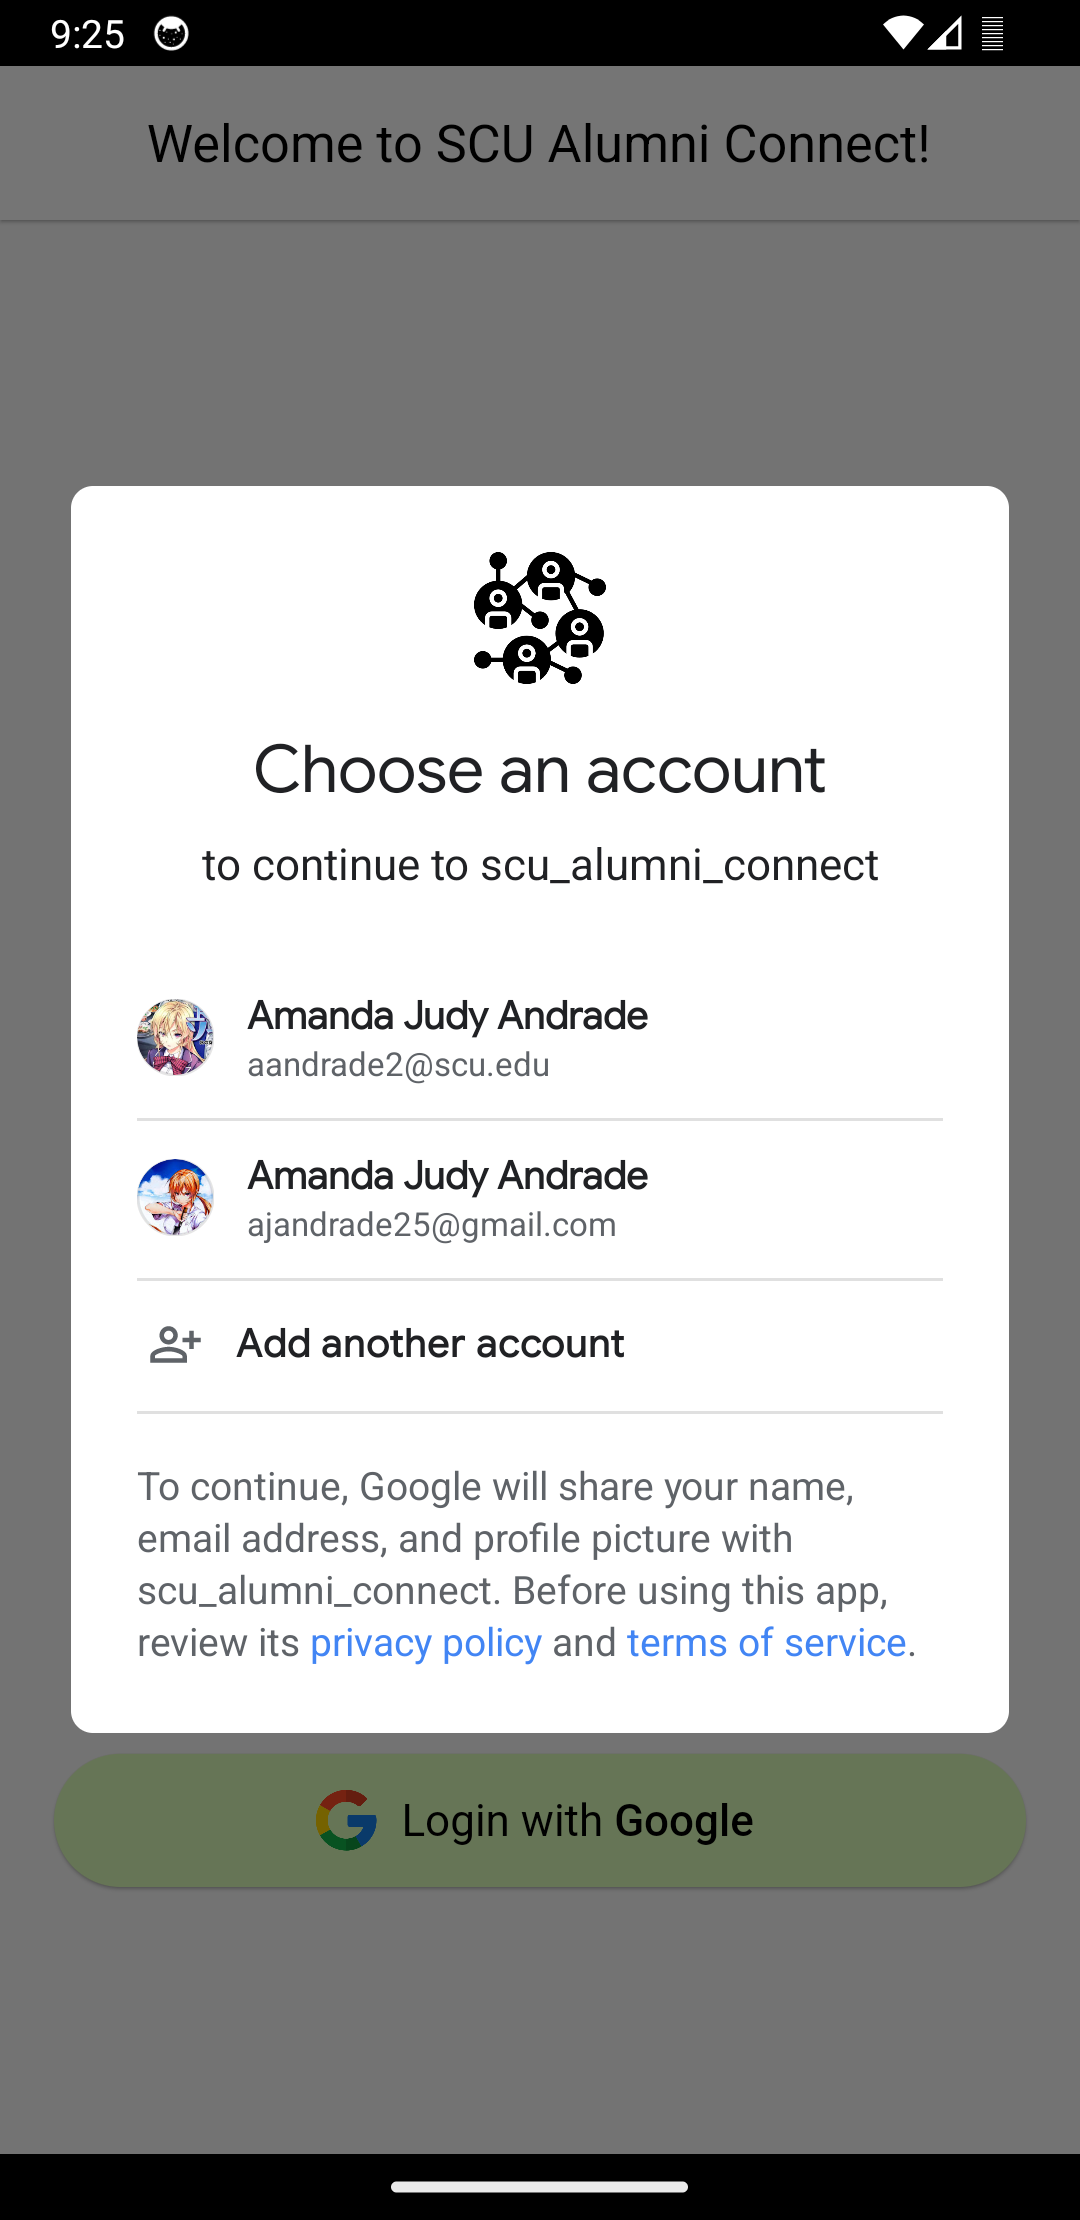 9:25
Welcome to SCU Alumni Connect!
Choose an account
to continue to scu_alumni_connect
Amanda Judy Andrade
aandrade2@scu.edu
Amanda Judy Andrade
ajandrade25@gmail.com
Add another account
To continue, Google will share your name,
email address, and profile picture with
scu_alumni_connect. Before using this app,
review its privacy policy and terms of service.
Login with Google